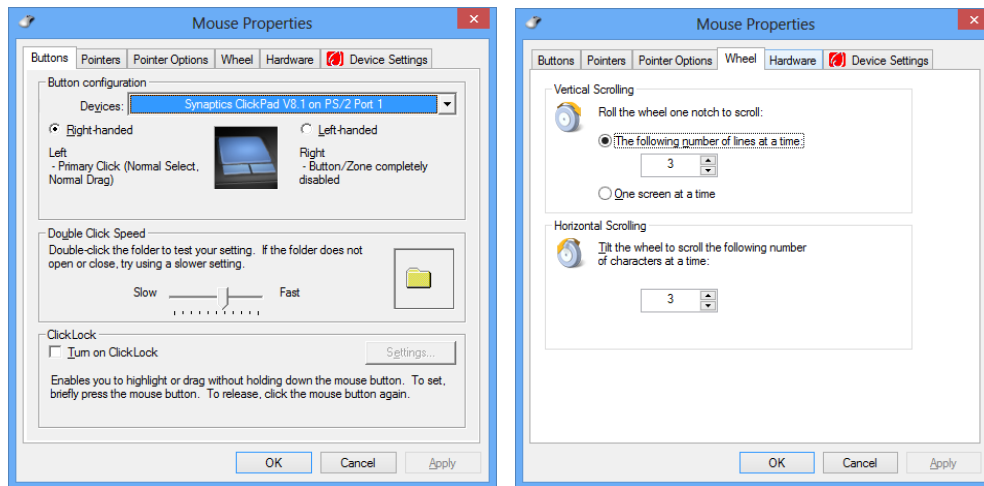 Mouse Properties
Buttons Pointers Pointer Options Wheel Hardware Device Settings
Button configuration
Devices: Synaptics ClickPad V8.1 on PS/2 Port 1
Right-handed
Left-handed
Left
- Primary Click (Normal Select,
Normal Drag)
Right
- Button/Zone completely
disabled
Double Click Speed
Double-click the folder to test your setting. If the folder does not
open or close, try using a slower setting.
Slow Fast
ClickLock
Turn on ClickLock
Settings...
Enables you to highlight or drag without holding down the mouse button. To set,
briefly press the mouse button. To release, click the mouse button again.
OK Cancel Apply
Mouse Properties
Buttons Pointers Pointer Options Wheel Hardware Device Settings
Vertical Scrolling
Roll the wheel one notch to scroll:
The following number of lines at a time:
3
One screen at a time
Horizontal Scrolling
Tilt the wheel to scroll the following number
of characters at a time:
3
OK Cancel Apply